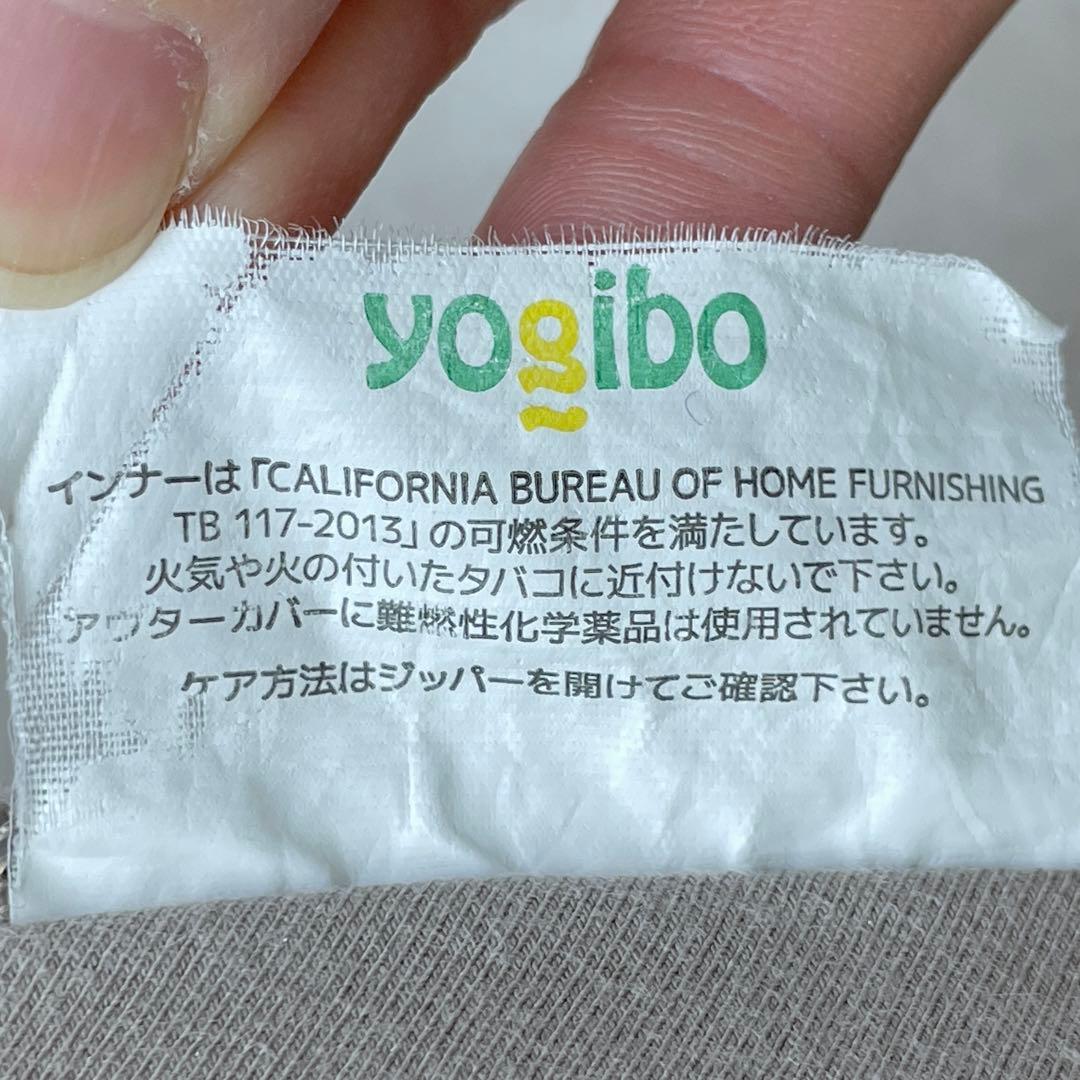 yogibo
インナーは「CALIFORNIA BUREAU OF HOME FURNISHING
TB 117-2013」の可燃条件を満たしています。
火気や火の付いたタバコに近付けないで下さい。
アウターカバーに難燃性化学薬品は使用されていません。
ケア方法はジッパーを開けてご確認下さい。